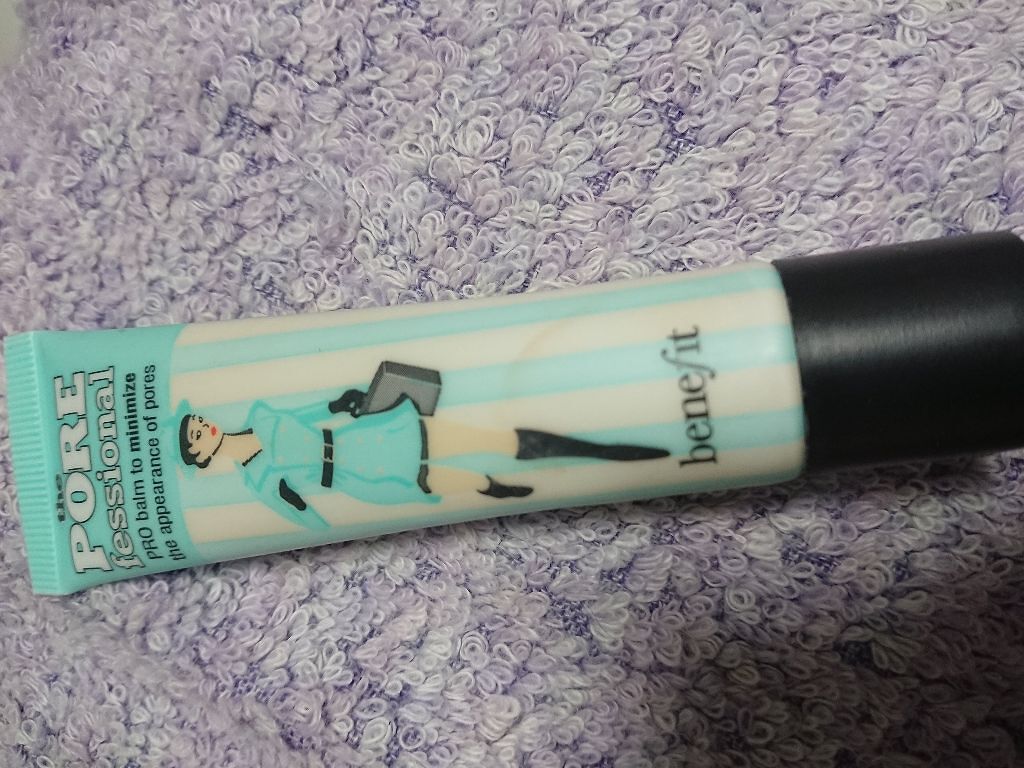 the
PORE
fessional
PRO balm to minimize
the appearance of pores
benefit